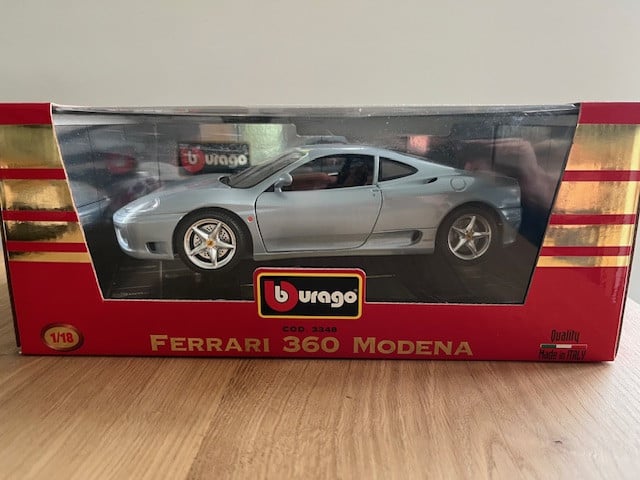 burago
burago
COD. 3348
1/18
FERRARI 360 MODENA
Quality
Made in ITALY